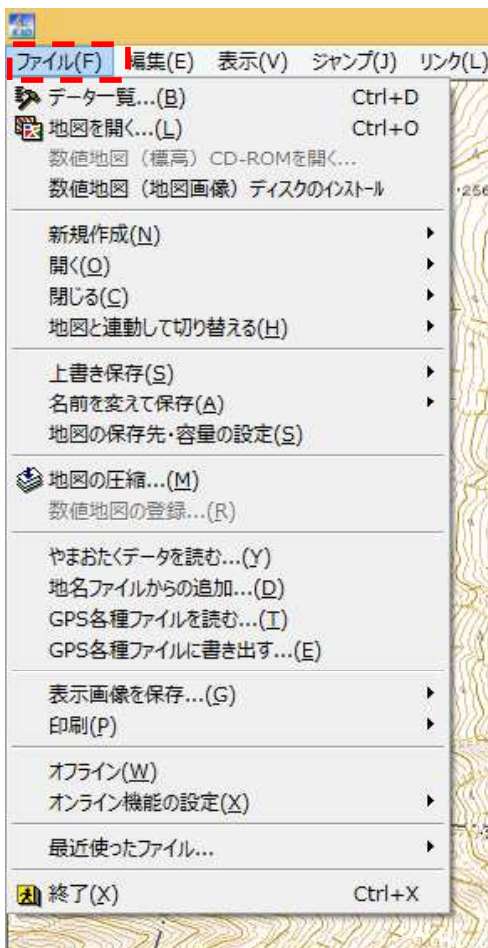 ファイル(F) 編集(E) 表示(V) ジャンプ(J) リンク(L)
データ一覧...(B) Ctrl+D
地図を開く...(L) Ctrl+O
数値地図（標高）CD-ROMを開く...
数値地図（地図画像）ディスクのインストール
新規作成(N)
開く(O)
閉じる(C)
地図と連動して切り替える(H)
上書き保存(S)
名前を変えて保存(A)
地図の保存先・容量の設定(S)
地図の圧縮...(M)
数値地図の登録...(R)
やまおたくデータを読む...(Y)
地名ファイルからの追加...(D)
GPS各種ファイルを読む...(T)
GPS各種ファイルに書き出す...(E)
表示画像を保存...(G)
印刷(P)
オフライン(W)
オンライン機能の設定(X)
最近使ったファイル...
終了(X) Ctrl+X